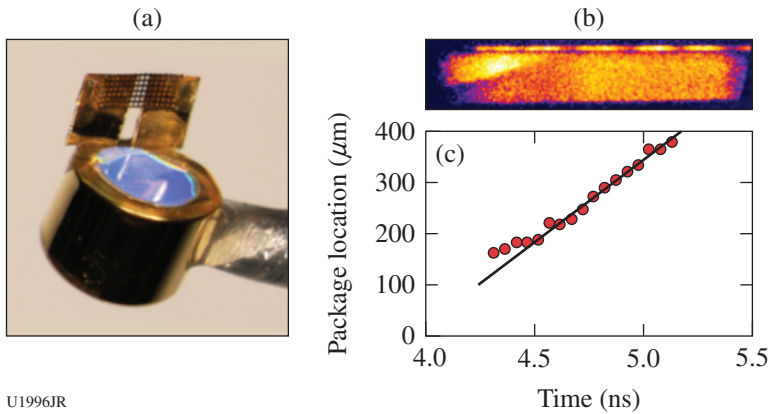 (a)
(b)
(c)
400
300
200
100
0
Package location (μm)
4.0 4.5 5.0 5.5
Time (ns)
U1996JR